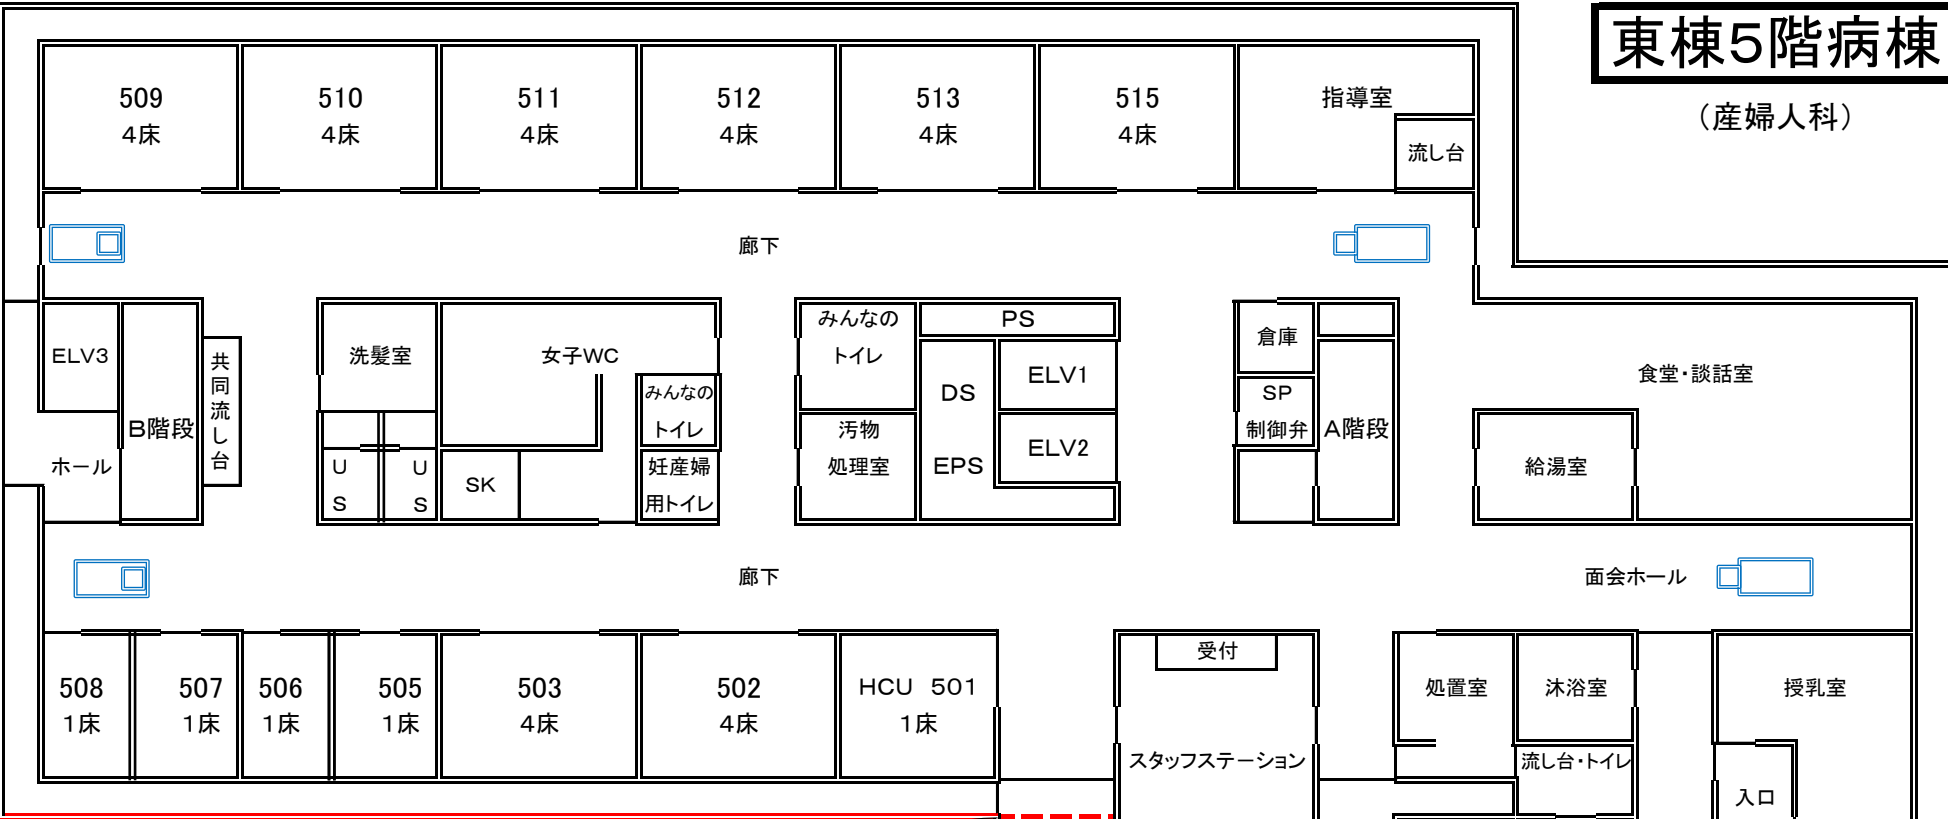 東棟5階病棟
（産婦人科）
509
4床
510
4床
511
4床
512
4床
513
4床
515
4床
指導室
流し台
廊下
ELV3
B階段
共同流し台
ホール
洗髪室
US
US
女子WC
SK
みんなの
トイレ
妊産婦
用トイレ
みんなの
トイレ
汚物
処理室
PS
DS
EPS
ELV1
ELV2
倉庫
SP
制御弁
A階段
食堂・談話室
給湯室
廊下
面会ホール
508
1床
507
1床
506
1床
505
1床
503
4床
502
4床
HCU 501
1床
受付
スタッフステーション
処置室
沐浴室
流し台・トイレ
授乳室
入口